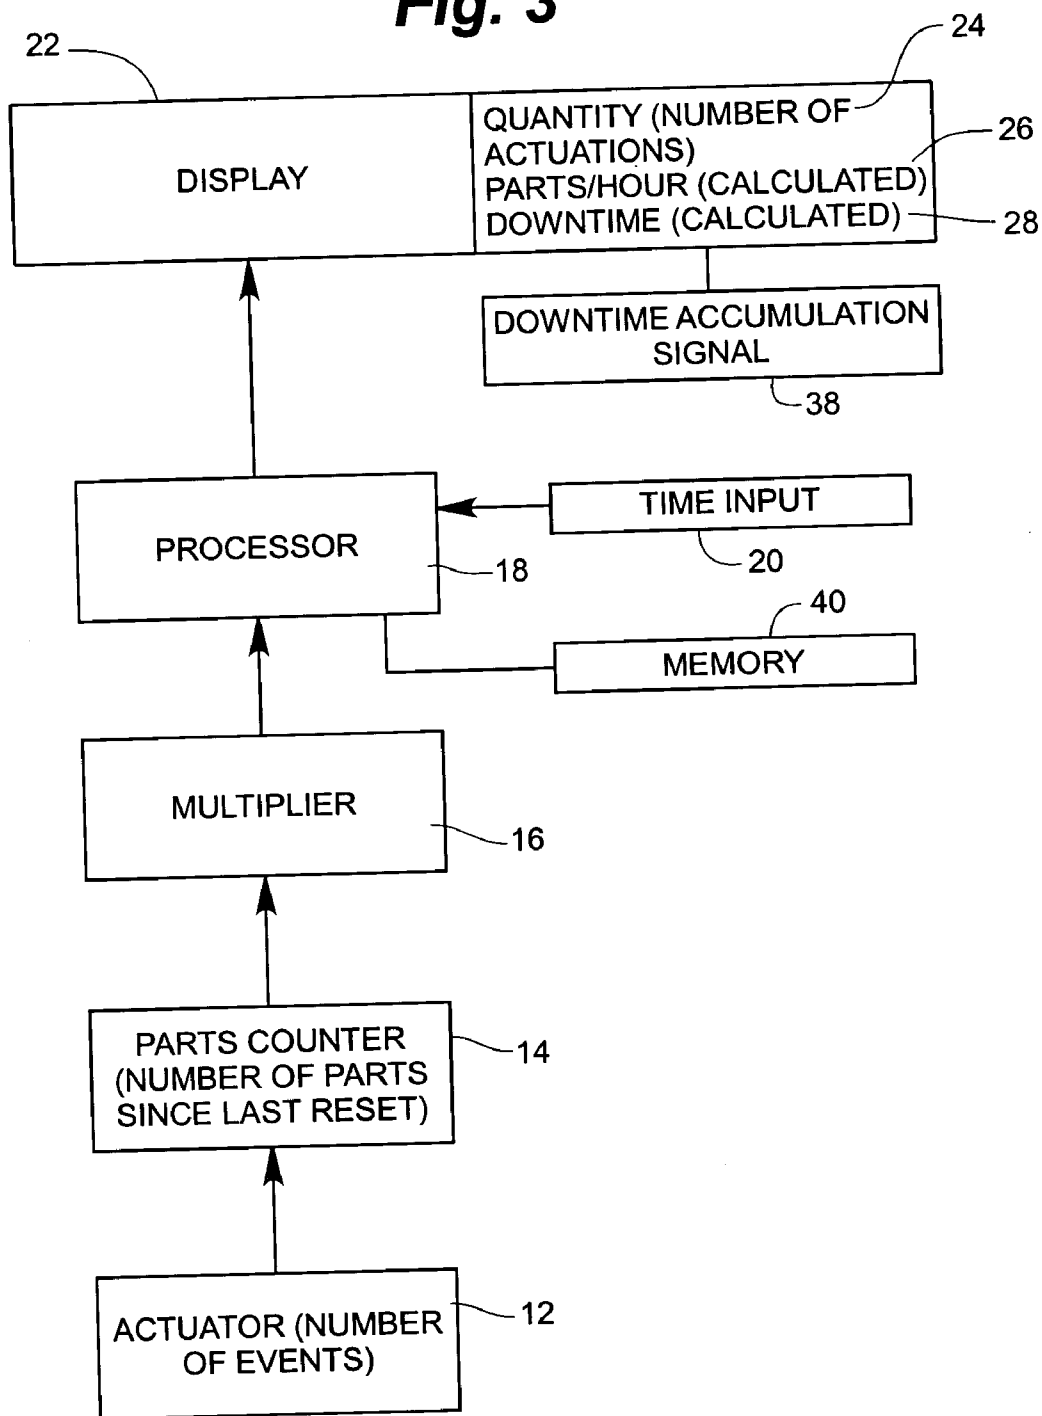 Fig. 3
22
24
QUANTITY (NUMBER OF
ACTUATIONS)
26
DISPLAY
PARTS/HOUR (CALCULATED)
DOWNTIME (CALCULATED)
28
DOWNTIME ACCUMULATION
SIGNAL
38
TIME INPUT
PROCESSOR
18
20
40
MEMORY
MULTIPLIER
16
PARTS COUNTER
(NUMBER OF PARTS
SINCE LAST RESET)
14
ACTUATOR (NUMBER
OF EVENTS)
12